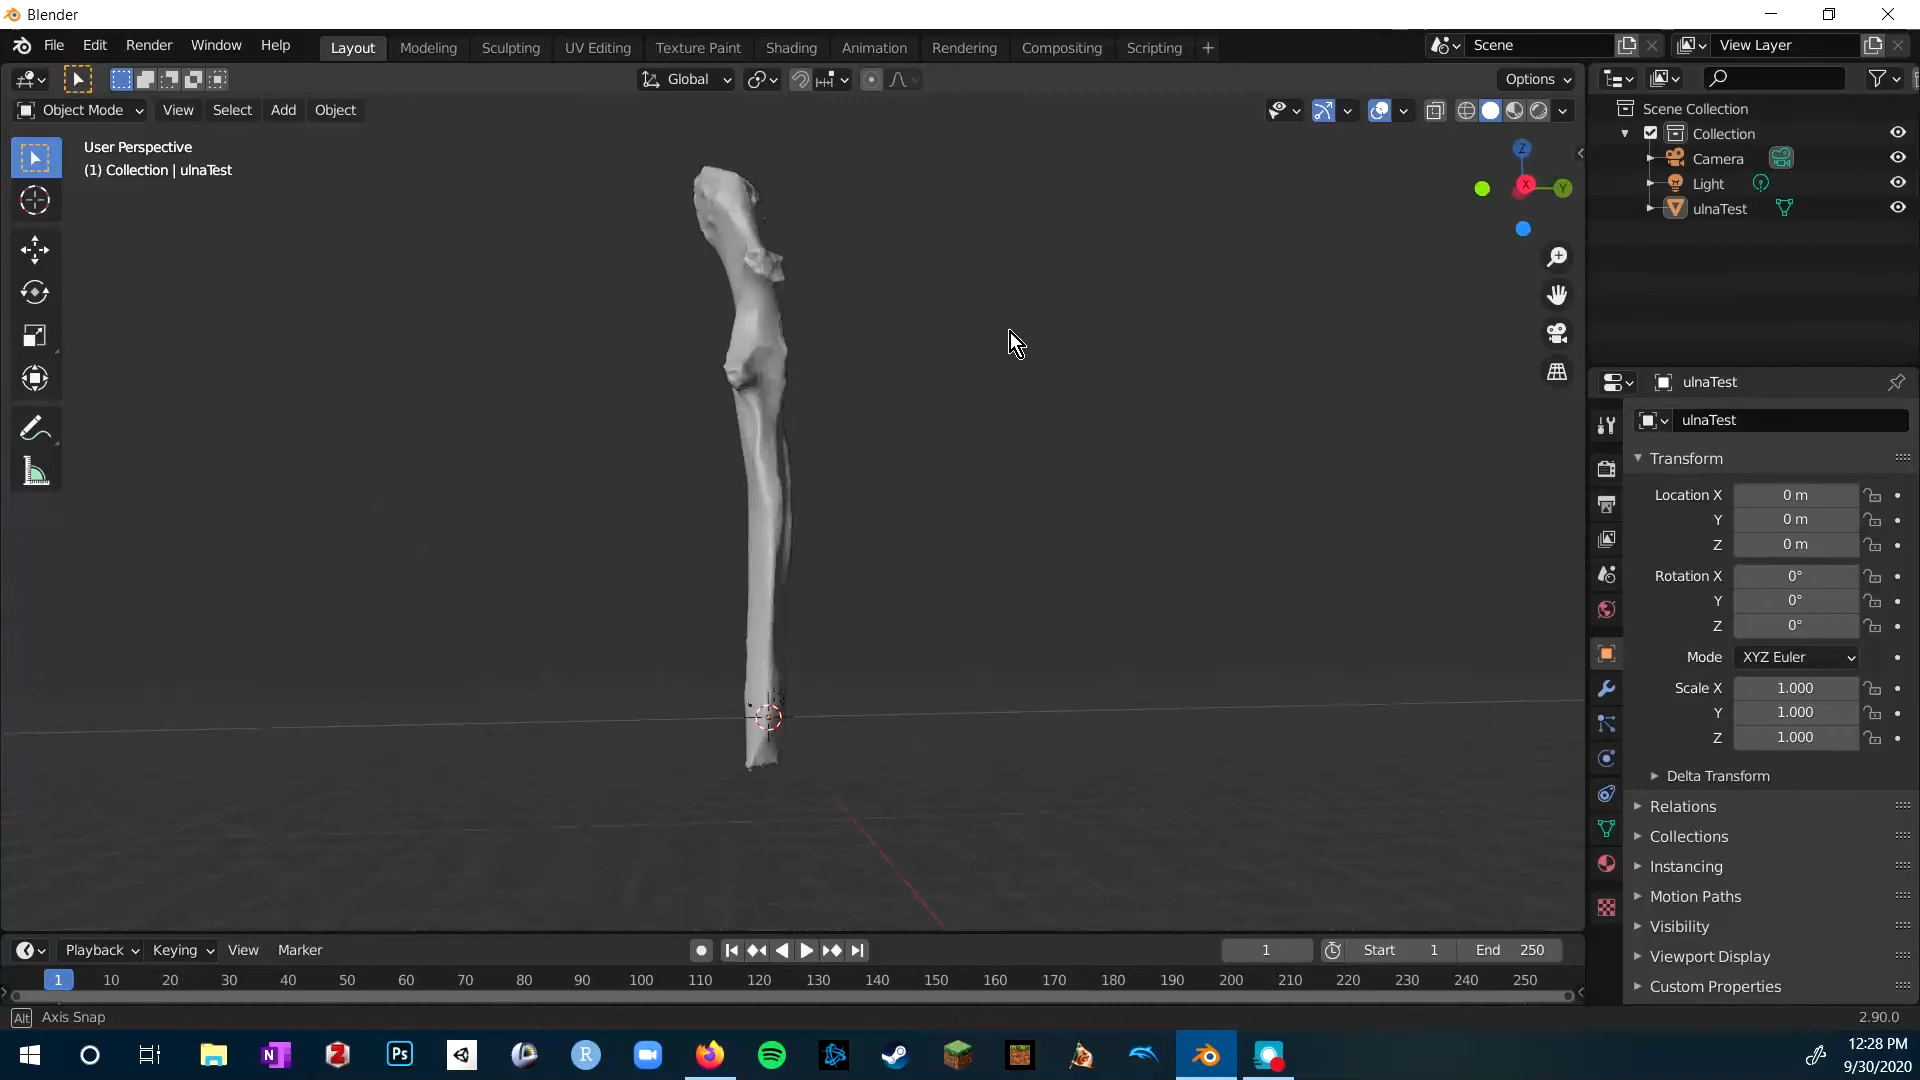 Blender
File Edit Render Window Help Layout Modeling Sculpting UV Editing Texture Paint Shading Animation Rendering Compositing Scripting + Scene View Layer
Global Options
Object Mode View Select Add Object
User Perspective
(1) Collection | ulnaTest
Z
X
Y
Scene Collection
Collection
Camera
Light
ulnaTest
ulnaTest
ulnaTest
Transform
Location X 0 m
Y 0 m
Z 0 m
Rotation X 0°
Y 0°
Z 0°
Mode XYZ Euler
Scale X 1.000
Y 1.000
Z 1.000
Delta Transform
Relations
Collections
Instancing
Motion Paths
Visibility
Viewport Display
Custom Properties
Playback Keying View Marker 1 Start 1 End 250
1 10 20 30 40 50 60 70 80 90 100 110 120 130 140 150 160 170 180 190 200 210 220 230 240 250
Alt Axis Snap 2.90.0
N Z Ps R
12:28 PM
9/30/2020